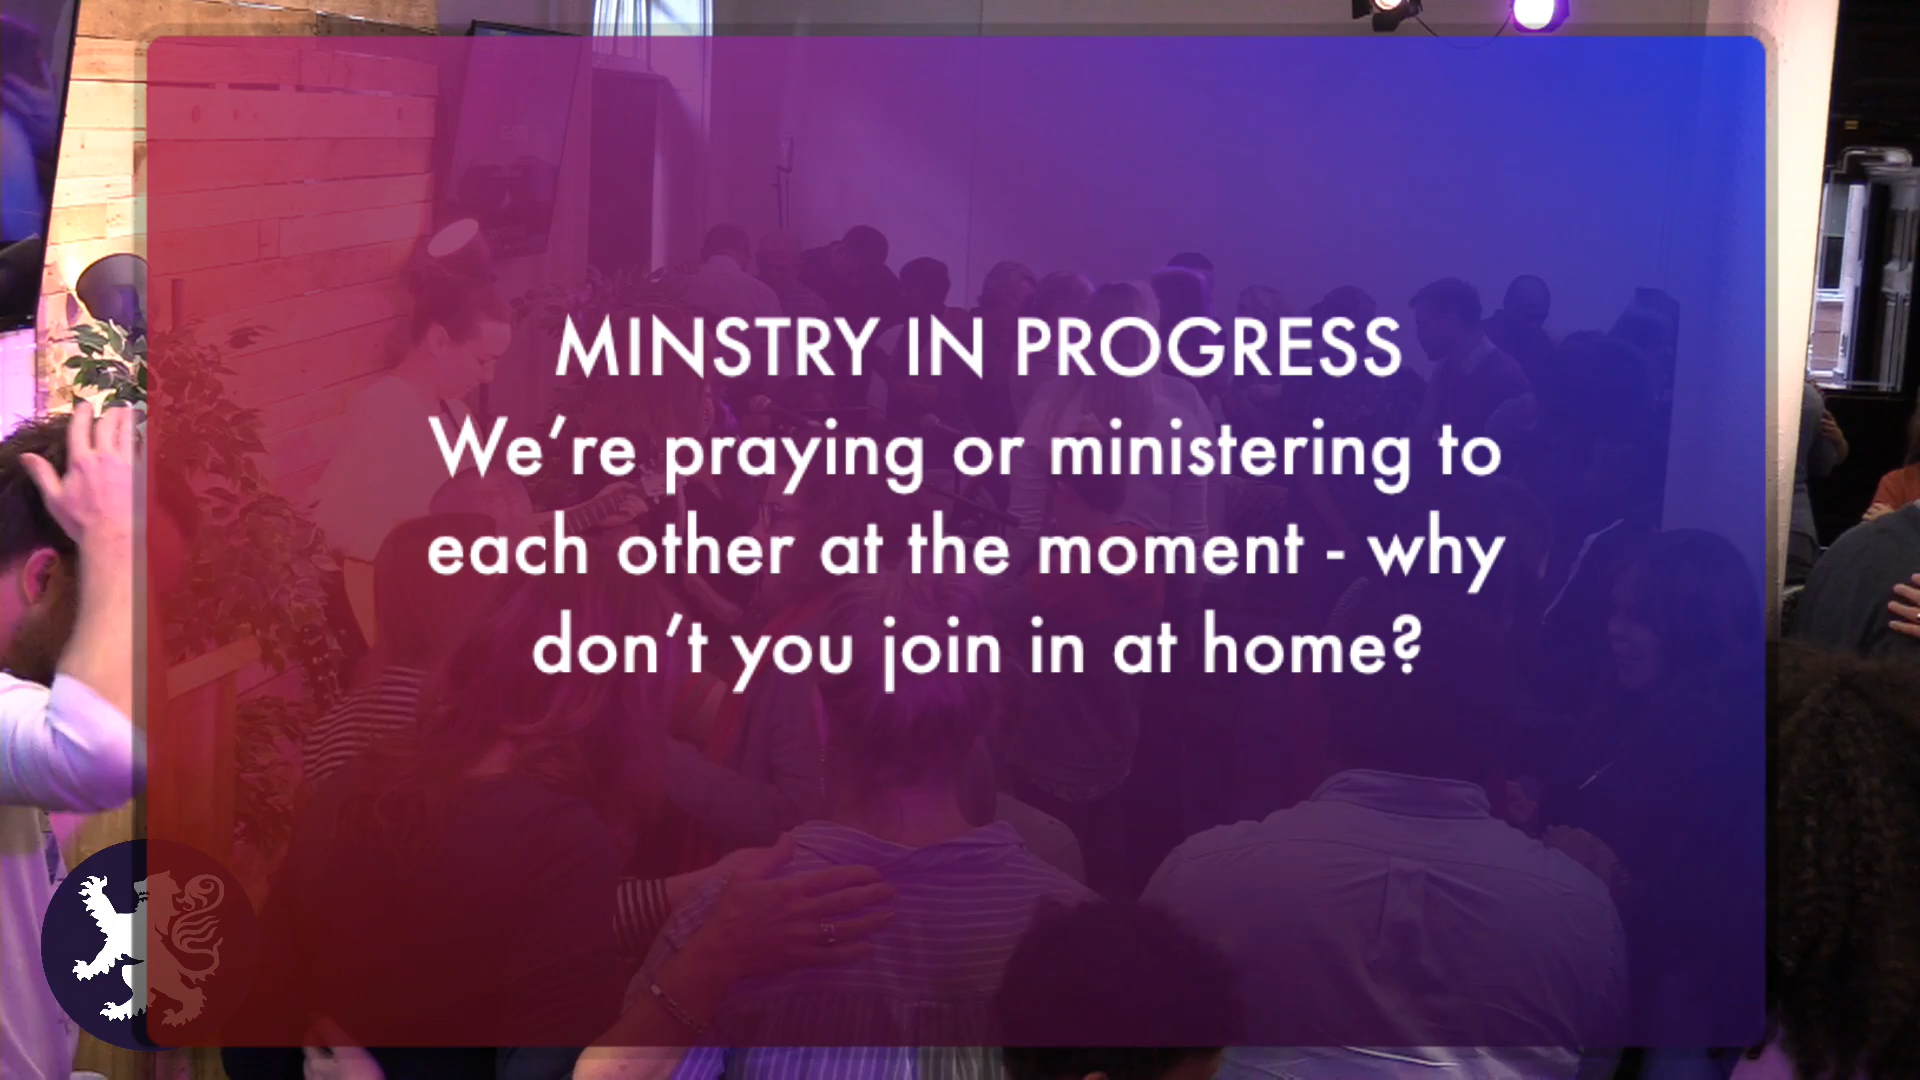 MINSTRY IN PROGRESS
We’re praying or ministering to
each other at the moment - why
don’t you join in at home?